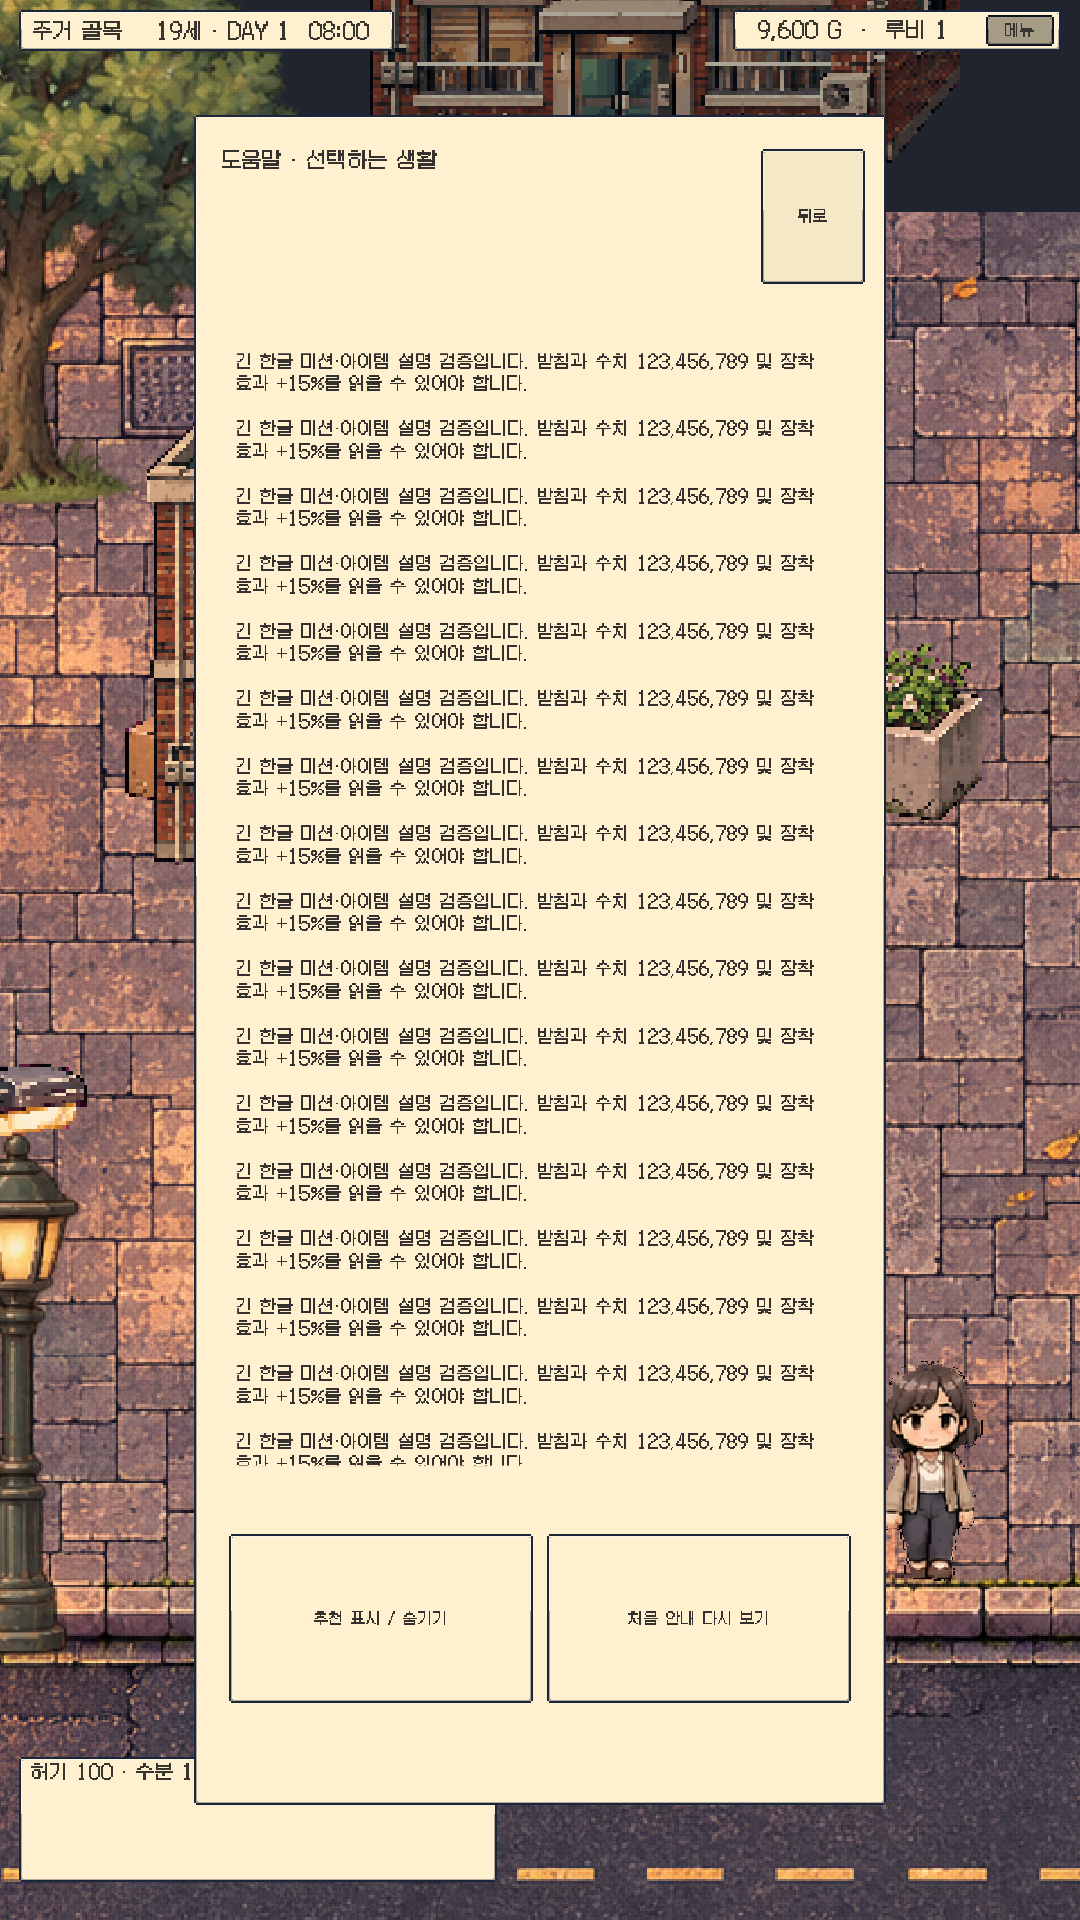 주거 골목 19세 · DAY 1 08:00
9,600 G · 루비 1 메뉴
도움말 · 선택하는 생활
뒤로
긴 한글 미션·아이템 설명 검증입니다. 받침과 수치 123,456,789 및 장착
효과 +15%를 읽을 수 있어야 합니다.
긴 한글 미션·아이템 설명 검증입니다. 받침과 수치 123,456,789 및 장착
효과 +15%를 읽을 수 있어야 합니다.
긴 한글 미션·아이템 설명 검증입니다. 받침과 수치 123,456,789 및 장착
효과 +15%를 읽을 수 있어야 합니다.
긴 한글 미션·아이템 설명 검증입니다. 받침과 수치 123,456,789 및 장착
효과 +15%를 읽을 수 있어야 합니다.
긴 한글 미션·아이템 설명 검증입니다. 받침과 수치 123,456,789 및 장착
효과 +15%를 읽을 수 있어야 합니다.
긴 한글 미션·아이템 설명 검증입니다. 받침과 수치 123,456,789 및 장착
효과 +15%를 읽을 수 있어야 합니다.
긴 한글 미션·아이템 설명 검증입니다. 받침과 수치 123,456,789 및 장착
효과 +15%를 읽을 수 있어야 합니다.
긴 한글 미션·아이템 설명 검증입니다. 받침과 수치 123,456,789 및 장착
효과 +15%를 읽을 수 있어야 합니다.
긴 한글 미션·아이템 설명 검증입니다. 받침과 수치 123,456,789 및 장착
효과 +15%를 읽을 수 있어야 합니다.
긴 한글 미션·아이템 설명 검증입니다. 받침과 수치 123,456,789 및 장착
효과 +15%를 읽을 수 있어야 합니다.
긴 한글 미션·아이템 설명 검증입니다. 받침과 수치 123,456,789 및 장착
효과 +15%를 읽을 수 있어야 합니다.
긴 한글 미션·아이템 설명 검증입니다. 받침과 수치 123,456,789 및 장착
효과 +15%를 읽을 수 있어야 합니다.
긴 한글 미션·아이템 설명 검증입니다. 받침과 수치 123,456,789 및 장착
효과 +15%를 읽을 수 있어야 합니다.
긴 한글 미션·아이템 설명 검증입니다. 받침과 수치 123,456,789 및 장착
효과 +15%를 읽을 수 있어야 합니다.
긴 한글 미션·아이템 설명 검증입니다. 받침과 수치 123,456,789 및 장착
효과 +15%를 읽을 수 있어야 합니다.
긴 한글 미션·아이템 설명 검증입니다. 받침과 수치 123,456,789 및 장착
효과 +15%를 읽을 수 있어야 합니다.
긴 한글 미션·아이템 설명 검증입니다. 받침과 수치 123,456,789 및 장착
효과 +15%를 읽을 수 있어야 합니다.
추천 표시 / 숨기기
처음 안내 다시 보기
허기 100 · 수분 1